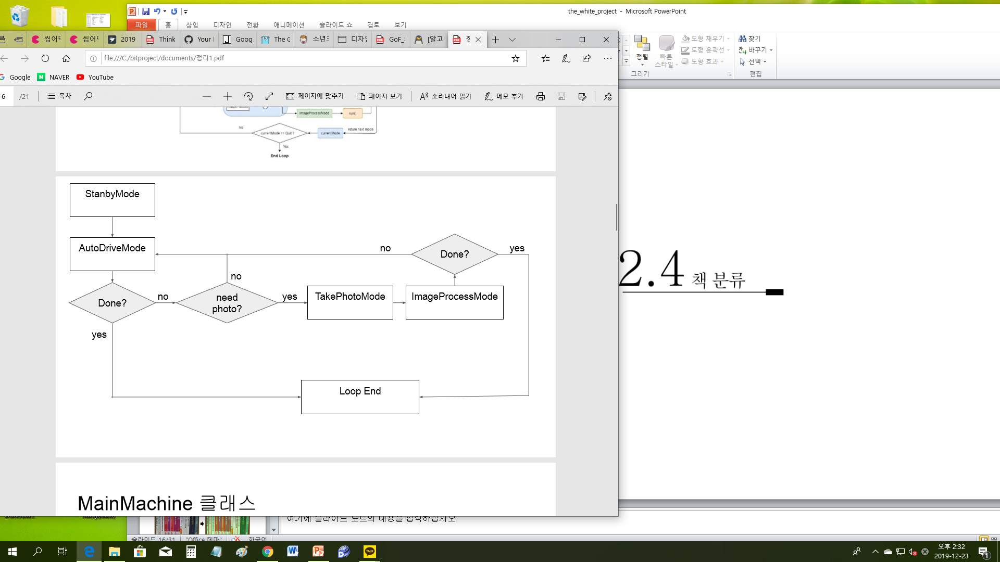 the_white_project - Microsoft PowerPoint
파일 홈 삽입 디자인 전환 애니메이션 슬라이드 쇼 검토 보기
2019 Think Your Goog The G GoF_ [알고
file:///C:/bitproject/documents/정리1.pdf
Google NAVER YouTube
6 /21 목차 페이지에 맞추기 페이지 보기 소리내어 읽기 메모 추가
정렬 빠른 스타일
도형 채우기
도형 윤곽선
도형 효과
그리기
찾기
바꾸기
선택
편집
ImageProcessMode run()
No currentMode == Quit ? currentMode return next mode
Yes
End Loop
StanbyMode
AutoDriveMode
no Done? yes
no
Done? no need photo? yes TakePhotoMode ImageProcessMode
yes
Loop End
MainMachine 클래스
2.4 책 분류
여기에 슬라이드 노트의 내용을 입력하십시오
슬라이드 16/31 "Office 테마" 한국어
TALK
오후 2:32
2019-12-23
1